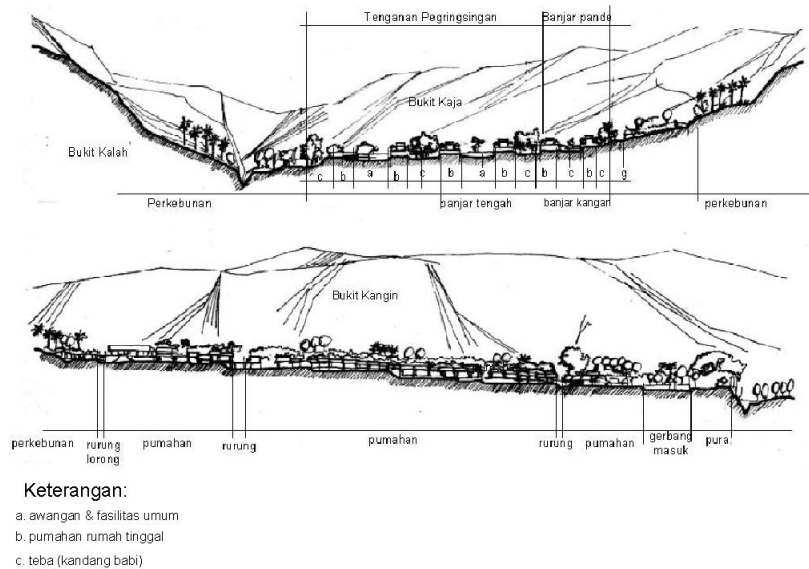 Tenganan Pegringsingan Banjar pande
Bukit Kaja
Bukit Kalah
c b a b c b a b c b c b c g
Perkebunan banjar tengah banjar kangan perkebunan
Bukit Kangin
perkebunan rurung lorong pumahan rurung pumahan rurung pumahan gerbang masuk pura
Keterangan:
a. awangan & fasilitas umum
b. pumahan rumah tinggal
c. teba (kandang babi)